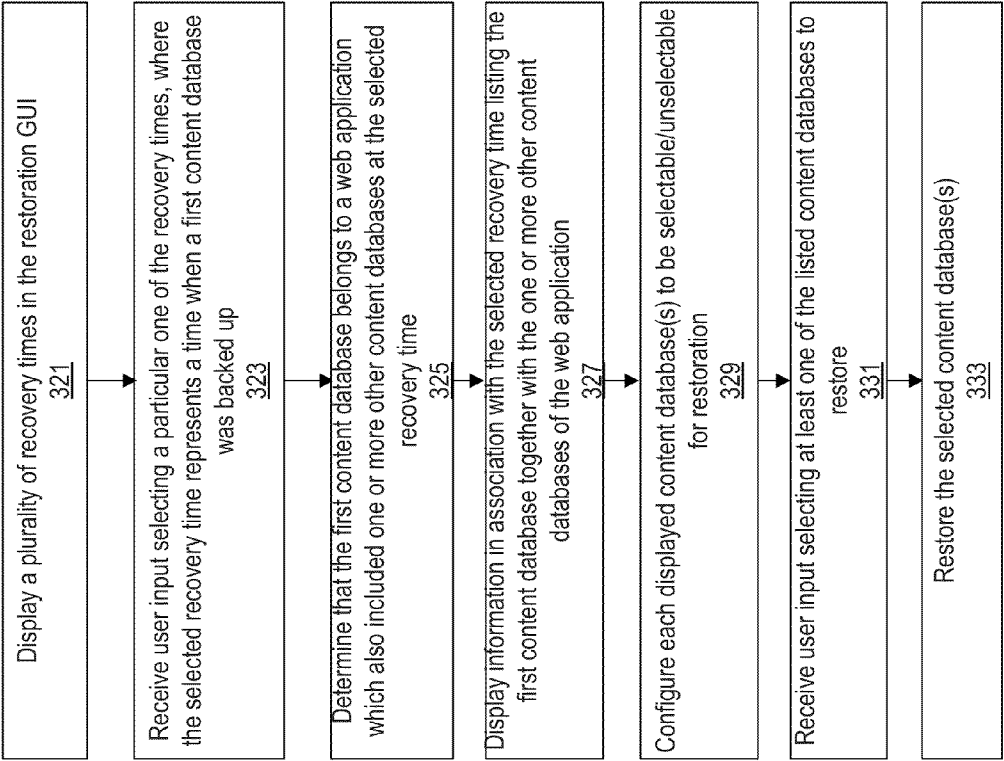 Display a plurality of recovery times in the restoration GUI
321
Receive user input selecting a particular one of the recovery times, where
the selected recovery time represents a time when a first content database
was backed up
323
Determine that the first content database belongs to a web application
which also included one or more other content databases at the selected
recovery time
325
Display information in association with the selected recovery time listing the
first content database together with the one or more other content
databases of the web application
327
Configure each displayed content database(s) to be selectable/unselectable
for restoration
329
Receive user input selecting at least one of the listed content databases to
restore
331
Restore the selected content database(s)
333